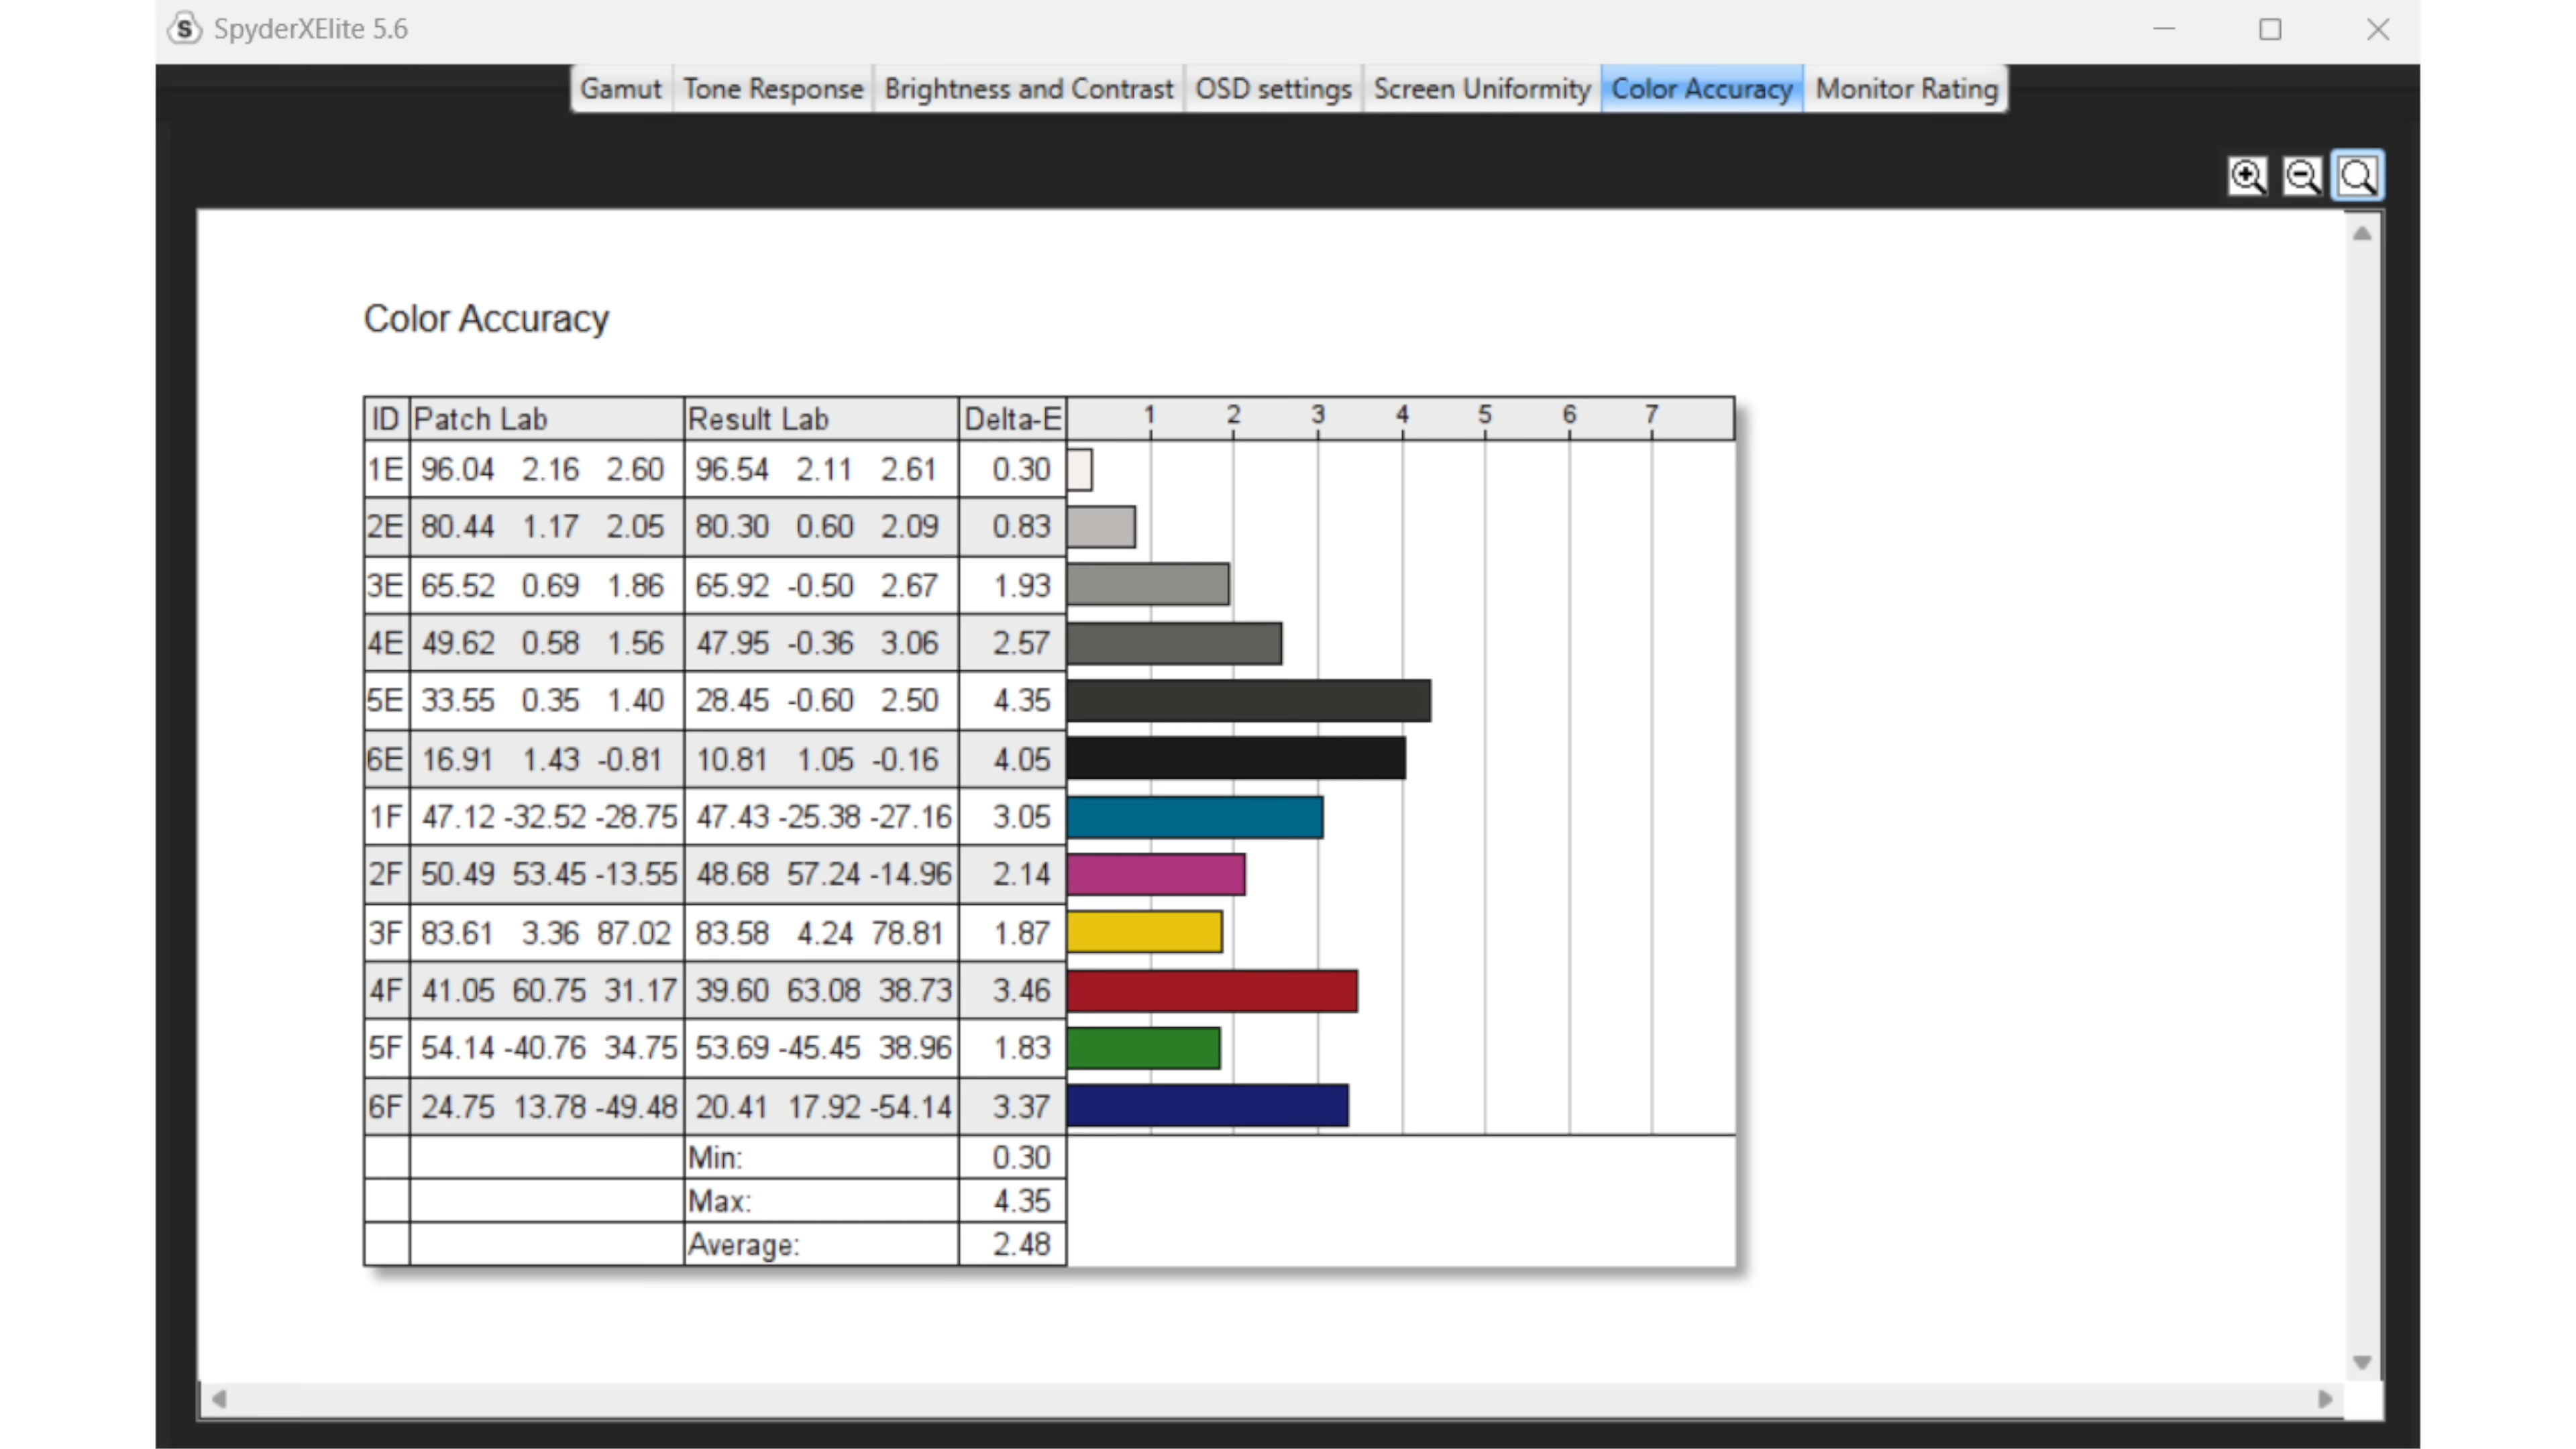 SpyderXElite 5.6
Gamut Tone Response Brightness and Contrast OSD settings Screen Uniformity Color Accuracy Monitor Rating
Color Accuracy
ID Patch Lab Result Lab Delta-E 1 2 3 4 5 6 7
1E 96.04 2.16 2.60 96.54 2.11 2.61 0.30
2E 80.44 1.17 2.05 80.30 0.60 2.09 0.83
3E 65.52 0.69 1.86 65.92 -0.50 2.67 1.93
4E 49.62 0.58 1.56 47.95 -0.36 3.06 2.57
5E 33.55 0.35 1.40 28.45 -0.60 2.50 4.35
6E 16.91 1.43 -0.81 10.81 1.05 -0.16 4.05
1F 47.12 -32.52 -28.75 47.43 -25.38 -27.16 3.05
2F 50.49 53.45 -13.55 48.68 57.24 -14.96 2.14
3F 83.61 3.36 87.02 83.58 4.24 78.81 1.87
4F 41.05 60.75 31.17 39.60 63.08 38.73 3.46
5F 54.14 -40.76 34.75 53.69 -45.45 38.96 1.83
6F 24.75 13.78 -49.48 20.41 17.92 -54.14 3.37
Min: 0.30
Max: 4.35
Average: 2.48